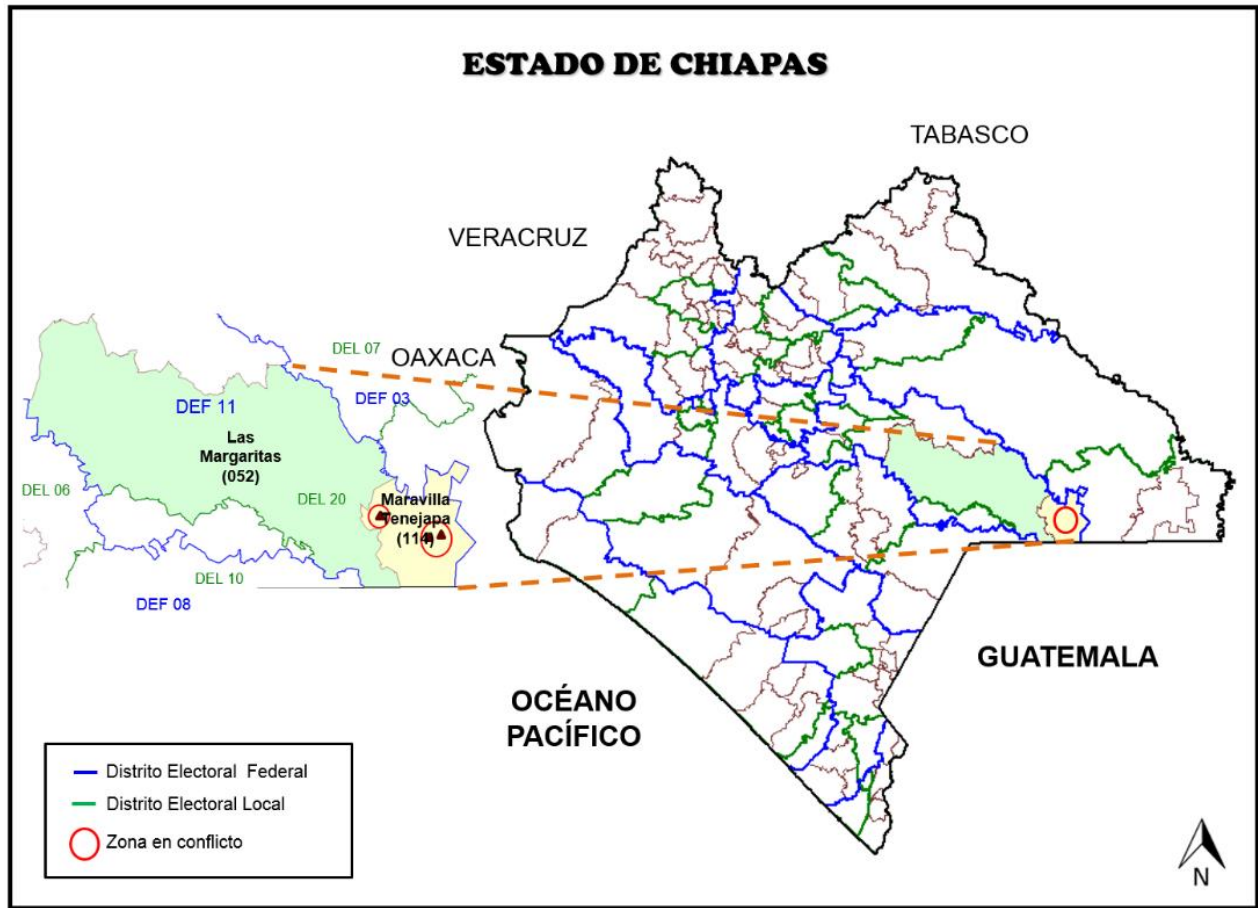 ESTADO DE CHIAPAS
TABASCO
VERACRUZ
OAXACA
DEL 07
DEF 03
DEF 11
Las
Margaritas
(052)
DEL 06
DEL 20
Maravilla
Tenejapa
(114)
DEL 10
DEF 08
GUATEMALA
OCÉANO
PACÍFICO
Distrito Electoral Federal
Distrito Electoral Local
Zona en conflicto
N